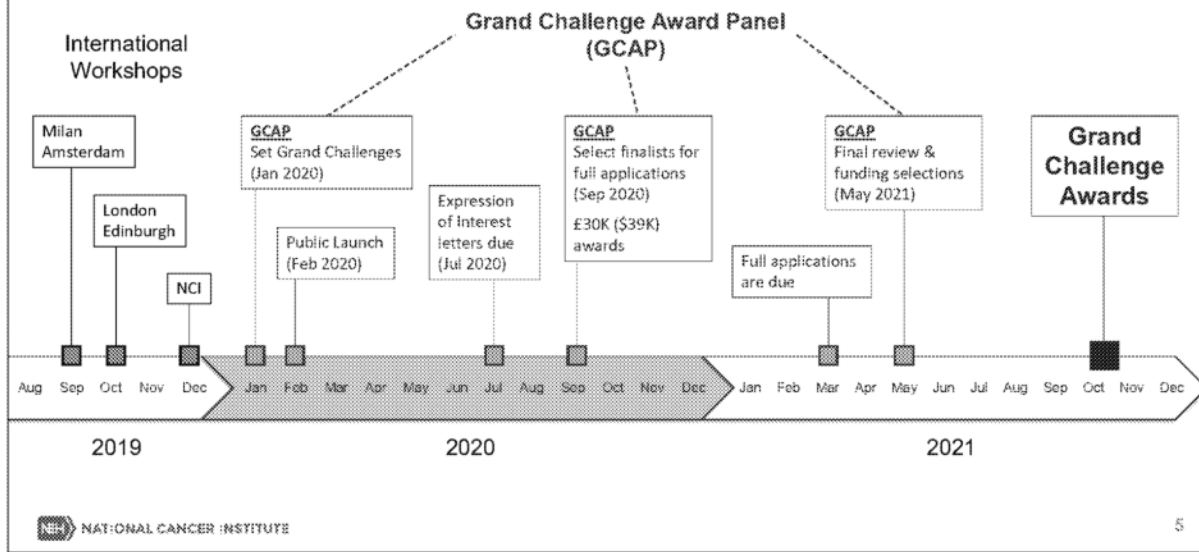 Grand Challenge Award Panel
(GCAP)
International
Workshops
Milan
Amsterdam
London
Edinburgh
NCI
GCAP
Set Grand Challenges
(Jan 2020)
Public Launch
(Feb 2020)
Expression
of Interest
letters due
(Jul 2020)
GCAP
Select finalists for
full applications
(Sep 2020)
£30K ($39K)
awards
Full applications
are due
GCAP
Final review &
funding selections
(May 2021)
Grand
Challenge
Awards
Aug Sep Oct Nov Dec Jan Feb Mar Apr May Jun Jul Aug Sep Oct Nov Dec Jan Feb Mar Apr May Jun Jul Aug Sep Oct Nov Dec
2019 2020 2021
NIH NATIONAL CANCER INSTITUTE
5